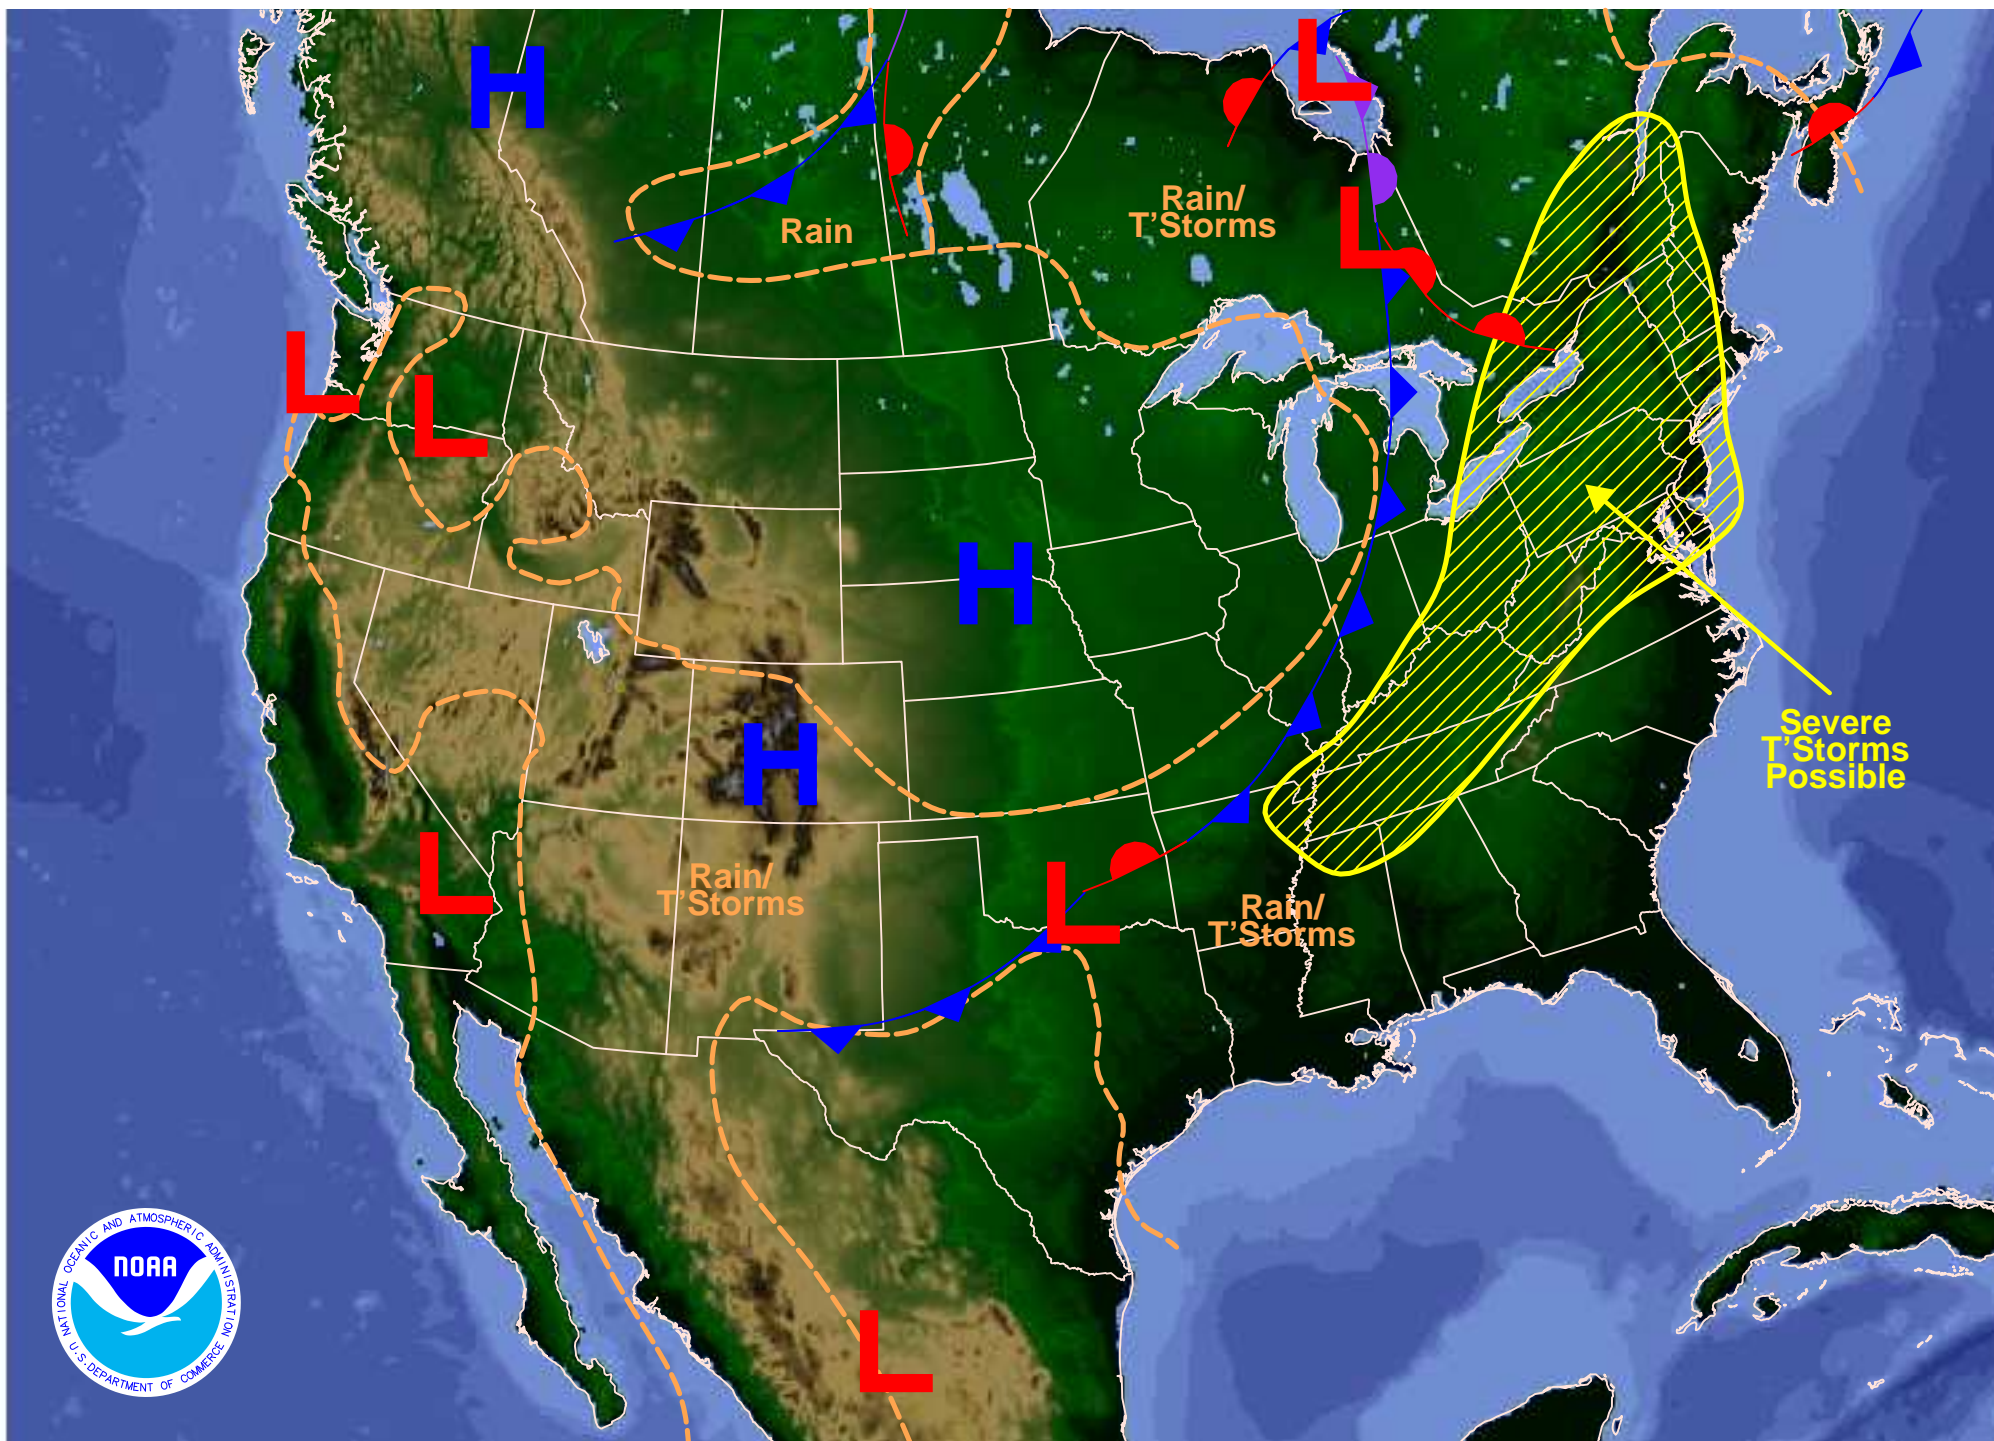 H
L
Rain/
T'Storms
Rain
L
L
L
H
H
Severe
T'Storms
Possible
L
L
Rain/
T'Storms
Rain/
T'Storms
L
NATIONAL OCEANIC AND ATMOSPHERIC ADMINISTRATION
NOAA
U.S. DEPARTMENT OF COMMERCE